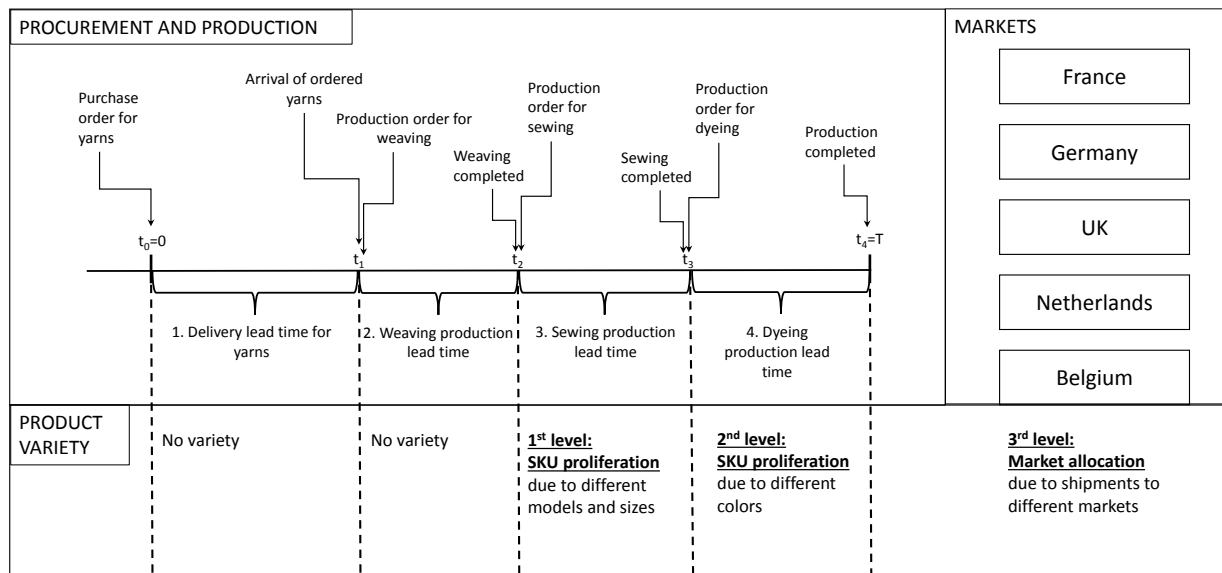 PROCUREMENT AND PRODUCTION
Purchase
order for
yarns
Arrival of ordered
yarns
Production order for
weaving
Weaving
completed
Production
order for
sewing
Sewing
completed
Production
order for
dyeing
Production
completed
t₀=0
t₁
t₂
t₃
t₄=T
1. Delivery lead time for
yarns
2. Weaving production
lead time
3. Sewing production
lead time
4. Dyeing
production lead
time
MARKETS
France
Germany
UK
Netherlands
Belgium
PRODUCT
VARIETY
No variety
No variety
1st level:
SKU proliferation
due to different
models and sizes
2nd level:
SKU proliferation
due to different
colors
3rd level:
Market allocation
due to shipments to
different markets